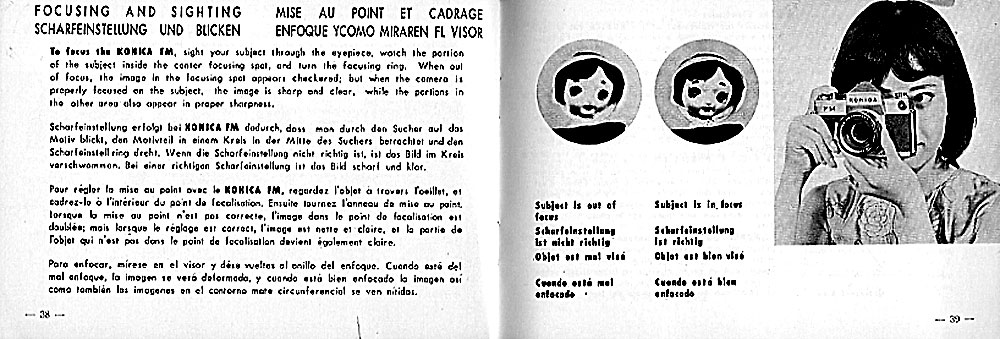 FOCUSING AND SIGHTING
SCHARFEINSTELLUNG UND BLICKEN
MISE AU POINT ET CADRAGE
ENFOQUE YCOMO MIRAREN FL VISOR
To focus the KONICA FM, sight your subject through the eyepiece, watch the portion
of the subject inside the center focusing spot, and turn the focusing ring. When out
of focus, the image in the focusing spot appears checkered; but when the camera is
properly focused on the subject, the image is sharp and clear, while the portions in
the other area also appear in proper sharpness.
Scharfeinstellung erfolgt bei KONICA FM dadurch, dass man durch den Sucher auf das
Motiv blickt, den Motivteil in einem Kreis in der Mitte des Suchers betrachtet und den
Scharfeinstellring dreht. Wenn die Scharfeinstellung nicht richtig ist, ist das Bild im Kreis
verschwommen. Bei einer richtigen Scharfeinstellung ist das Bild scharf und klar.
Pour régler la mise au point avec le KONICA FM, regardez l'objet à travers l'oeillet, et
cadrez-lo à l'intérieur du point de focalisation. Ensuite tournez l'anneau de mise au point.
lorsque la mise au point n'est pas correcte, l'image dans le point de focalisation est
doublée; mais lorsque le réglage est correct, l'image est nette et claire, et la partie de
l'objet qui n'est pas dans le point de focalisation devient également claire.
Para enfocar, mírese en el visor y dése vueltas al anillo del enfoque. Cuando está del
mal enfoque, la imagen se verá deformada, y cuando está bien enfocado la imagen así
como también las imagenes en el contorno mate circunferencial se ven nítidas.
— 38 —
KONICA
FM
Subject is out of
focus
Scharfeinstellung
ist nicht richtig
Objet est mal visé
Cuando está mal
enfocado
Subject is in focus
Scharfeinstellung
ist richtig
Objet est bien visé
Cuando está bien
enfocado
— 39 —